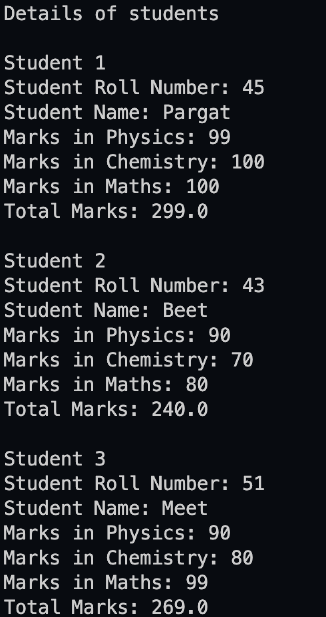 Details of students
Student 1
Student Roll Number: 45
Student Name: Pargat
Marks in Physics: 99
Marks in Chemistry: 100
Marks in Maths: 100
Total Marks: 299.0
Student 2
Student Roll Number: 43
Student Name: Beet
Marks in Physics: 90
Marks in Chemistry: 70
Marks in Maths: 80
Total Marks: 240.0
Student 3
Student Roll Number: 51
Student Name: Meet
Marks in Physics: 90
Marks in Chemistry: 80
Marks in Maths: 99
Total Marks: 269.0